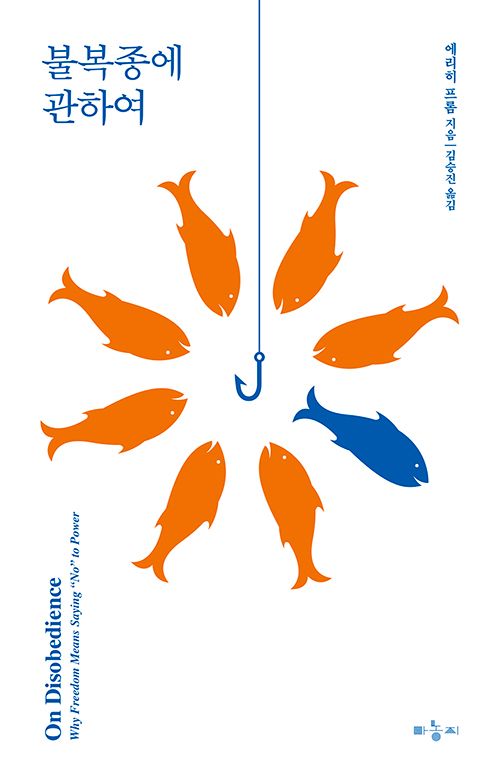 불복종에
관하여
에리히 프롬 지음 | 김승진 옮김
On Disobedience
Why Freedom Means Saying “No” to Power
마농지